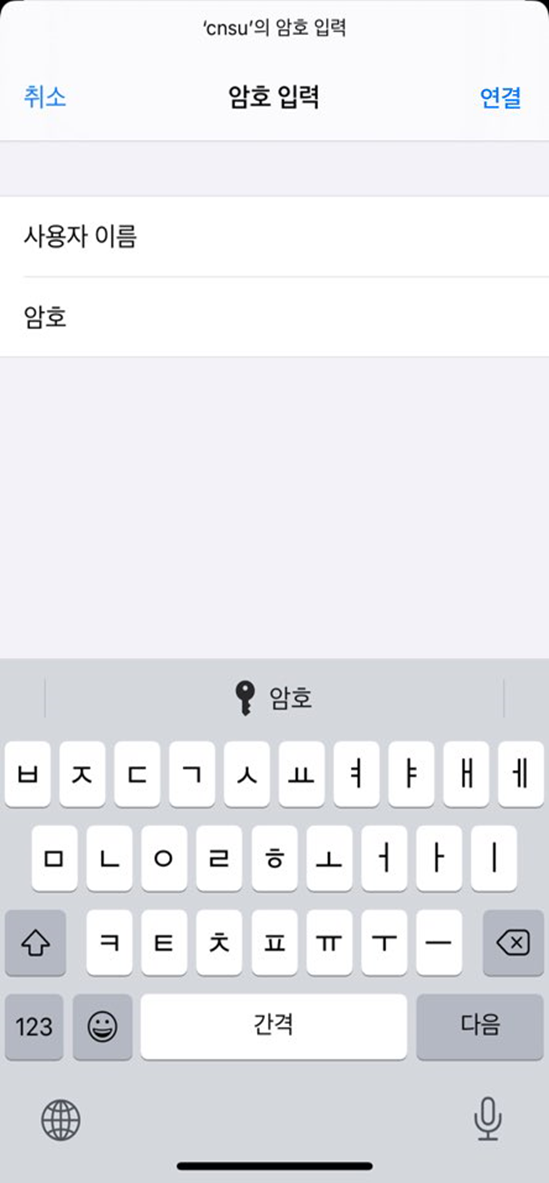 ‘cnsu’의 암호 입력
취소 암호 입력 연결
사용자 이름
암호
암호
ㅂ ㅈ ㄷ ㄱ ㅅ ㅛ ㅕ ㅑ ㅐ ㅔ
ㅁ ㄴ ㅇ ㄹ ㅎ ㅗ ㅓ ㅏ ㅣ
ㅋ ㅌ ㅊ ㅍ ㅠ ㅜ ㅡ
123 간격 다음